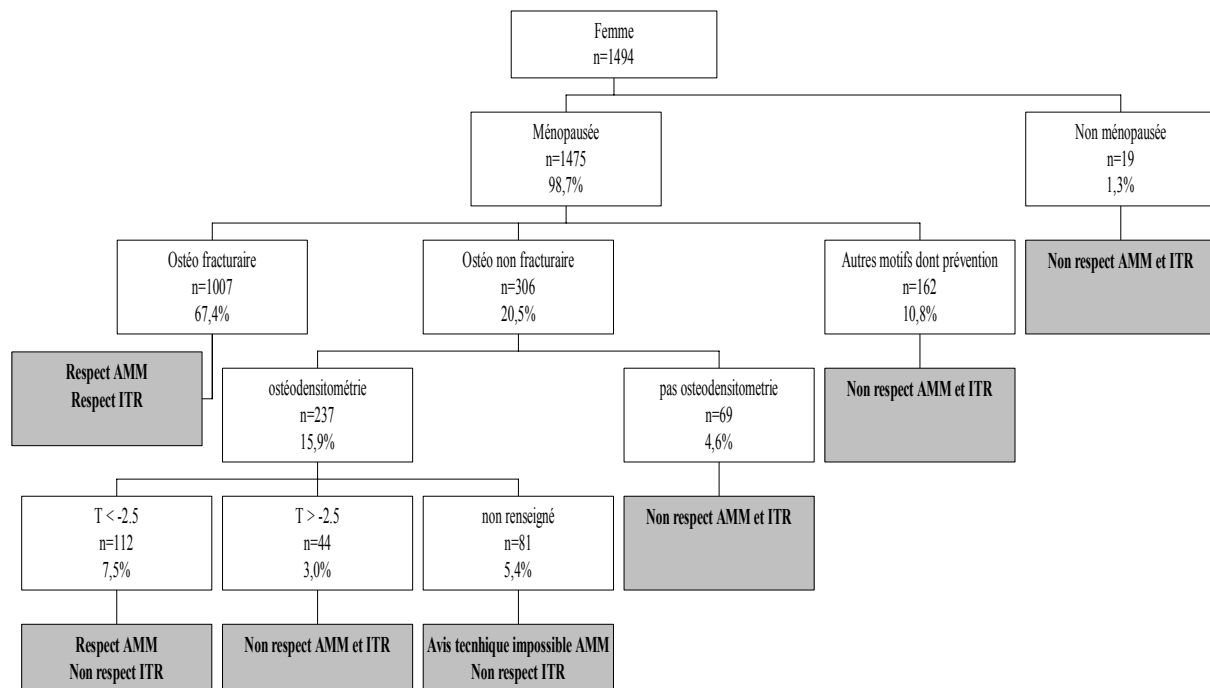 Femme
n=1494
Ménopausée
n=1475
98,7%
Non ménopausée
n=19
1,3%
Ostéo fracturaire
n=1007
67,4%
Ostéo non fracturaire
n=306
20,5%
Autres motifs dont prévention
n=162
10,8%
Non respect AMM et ITR
Respect AMM
Respect ITR
ostéodensitométrie
n=237
15,9%
pas osteodensitometrie
n=69
4,6%
Non respect AMM et ITR
T < -2.5
n=112
7,5%
T > -2.5
n=44
3,0%
non renseigné
n=81
5,4%
Non respect AMM et ITR
Respect AMM
Non respect ITR
Non respect AMM et ITR
Avis tecnhique impossible AMM
Non respect ITR